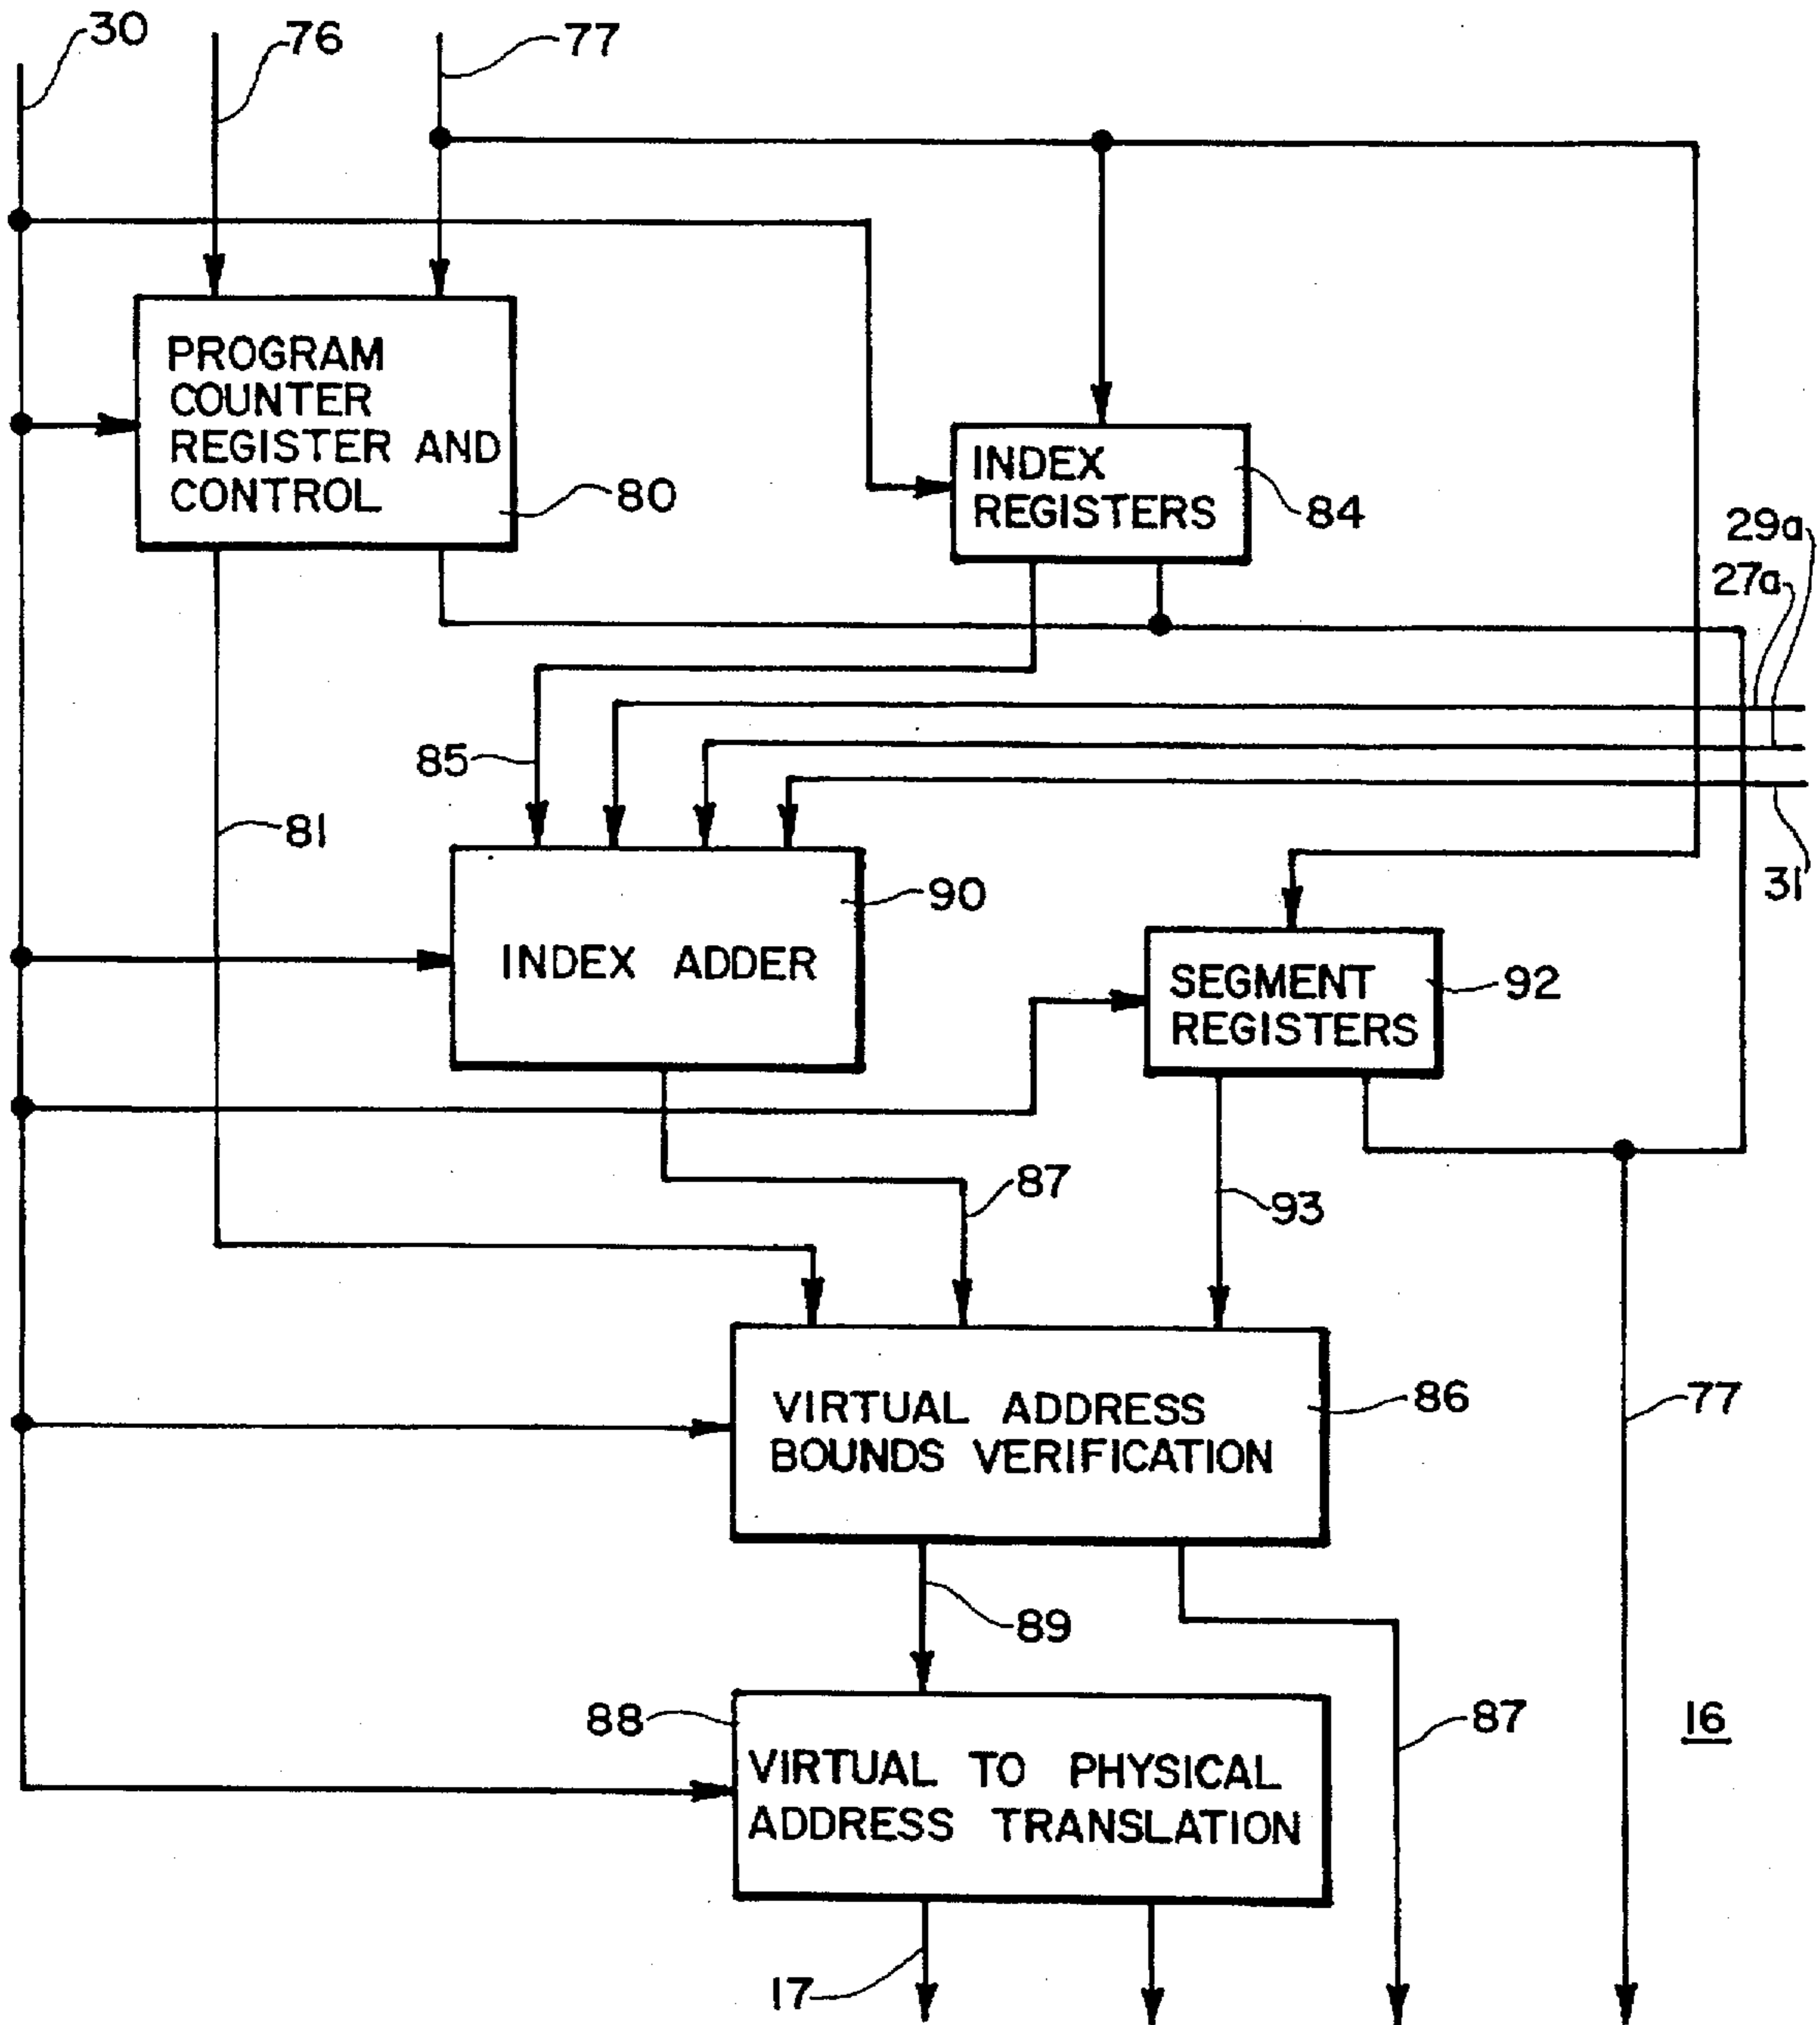 30
76
77
PROGRAM
COUNTER
REGISTER AND
CONTROL
80
INDEX
REGISTERS
84
29a
27a
85
81
31
90
INDEX ADDER
SEGMENT
REGISTERS
92
87
93
VIRTUAL ADDRESS
BOUNDS VERIFICATION
86
77
89
88
87
16
VIRTUAL TO PHYSICAL
ADDRESS TRANSLATION
17